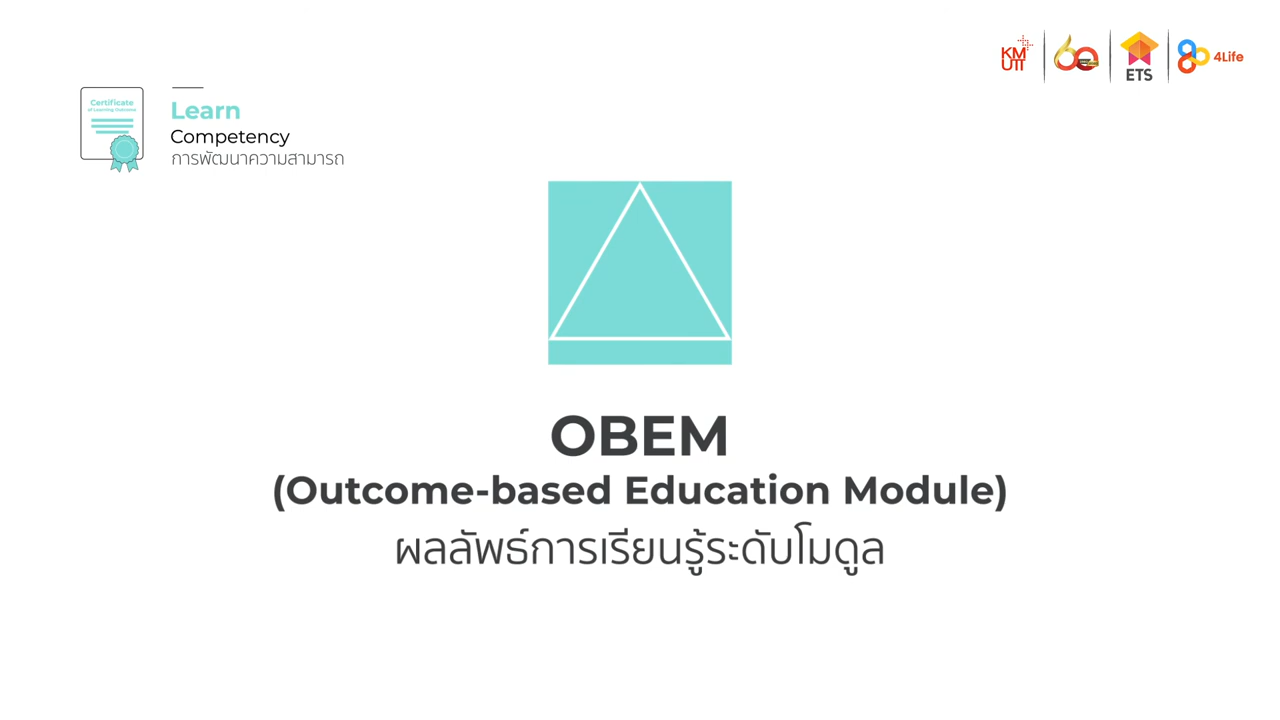 KM
UTT
ETS
4Life
Certificate
of Learning Outcome
Learn
Competency
การพัฒนาความสามารถ
OBEM
(Outcome-based Education Module)
ผลลัพธ์การเรียนรู้ระดับโมดูล